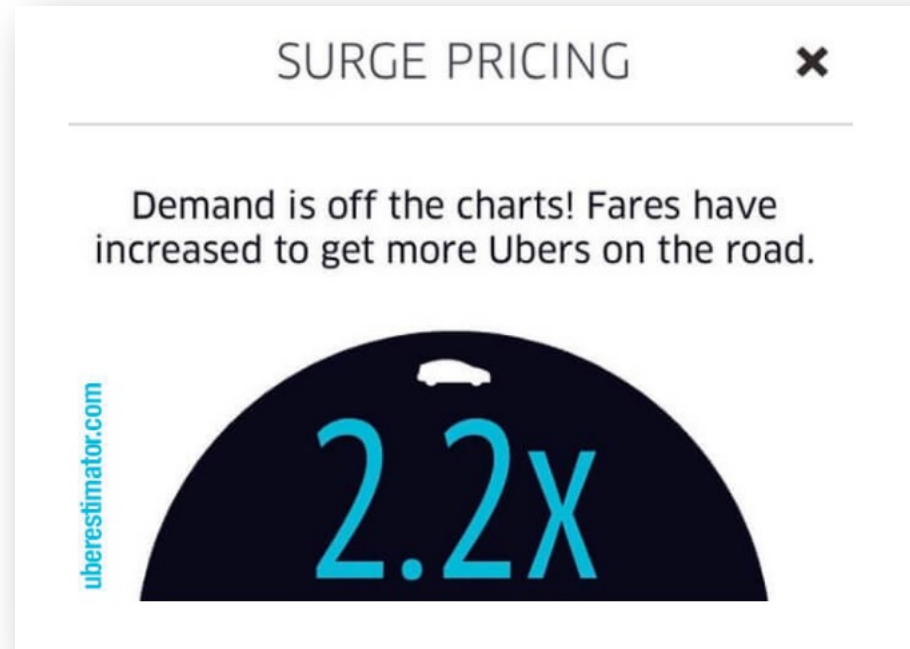 SURGE PRICING
Demand is off the charts! Fares have
increased to get more Ubers on the road.
uberestimator.com
2.2x